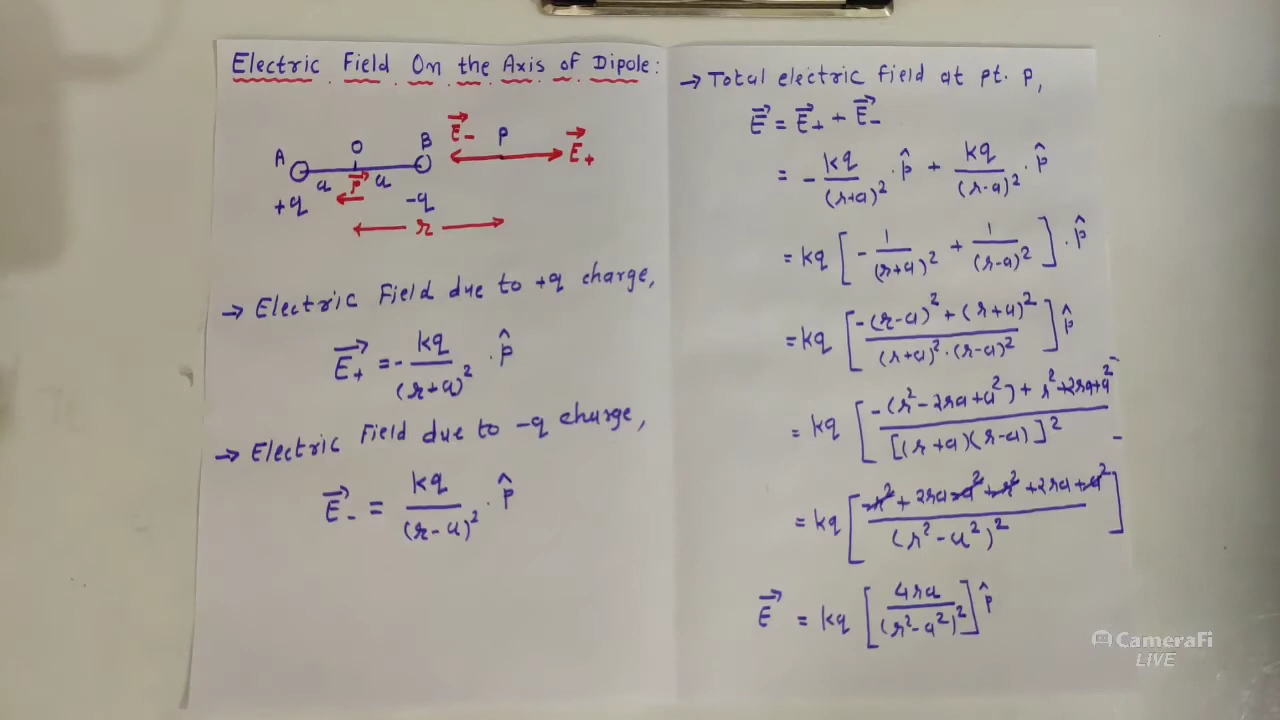 Electric Field On the Axis of Dipole:
A O B E⃗₋ P E⃗₊
a p⃗ a
+q -q
r
→ Electric Field due to +q charge,
E⃗₊ = - kq/(r+a)² · p̂
→ Electric Field due to -q charge,
E⃗₋ = kq/(r-a)² · p̂
→ Total electric field at pt. P,
E⃗ = E⃗₊ + E⃗₋
= - kq/(r+a)² · p̂ + kq/(r-a)² · p̂
= kq [ - 1/(r+a)² + 1/(r-a)² ] · p̂
= kq [ -(r-a)² + (r+a)² / (r+a)² · (r-a)² ] p̂
= kq [ -(r² - 2ra + a²) + r² + 2ra + a² / [(r+a)(r-a)]²
= kq [ -r² + 2ra - a² + r² + 2ra + a² / (r² - a²)² ]
E⃗ = kq [ 4ra / (r² - a²)² ] p̂
CameraFi
LIVE